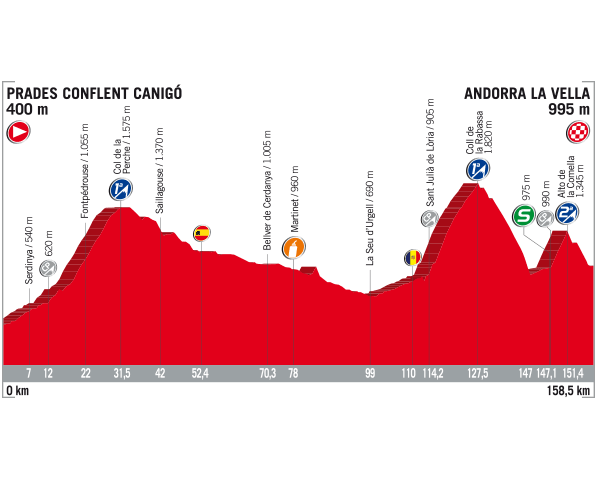 PRADES CONFLENT CANIGÓ
400 m
ANDORRA LA VELLA
995 m
Serdinya / 540 m
620 m
Fontpédrouse / 1.055 m
Col de la
Perche / 1.575 m
1ª
Saillagouse / 1.370 m
Bellver de Cerdanya / 1.005 m
Martinet / 960 m
La Seu d'Urgell / 690 m
Sant Julià de Lòria / 905 m
Coll de
la Rabassa
1.820 m
1ª
975 m
S
990 m
Alto de
la Comella
1.345 m
2ª
7 12 22 31,5 42 52,4 70,3 78 99 110 114,2 127,5 147 147,1 151,4
0 km
158,5 km